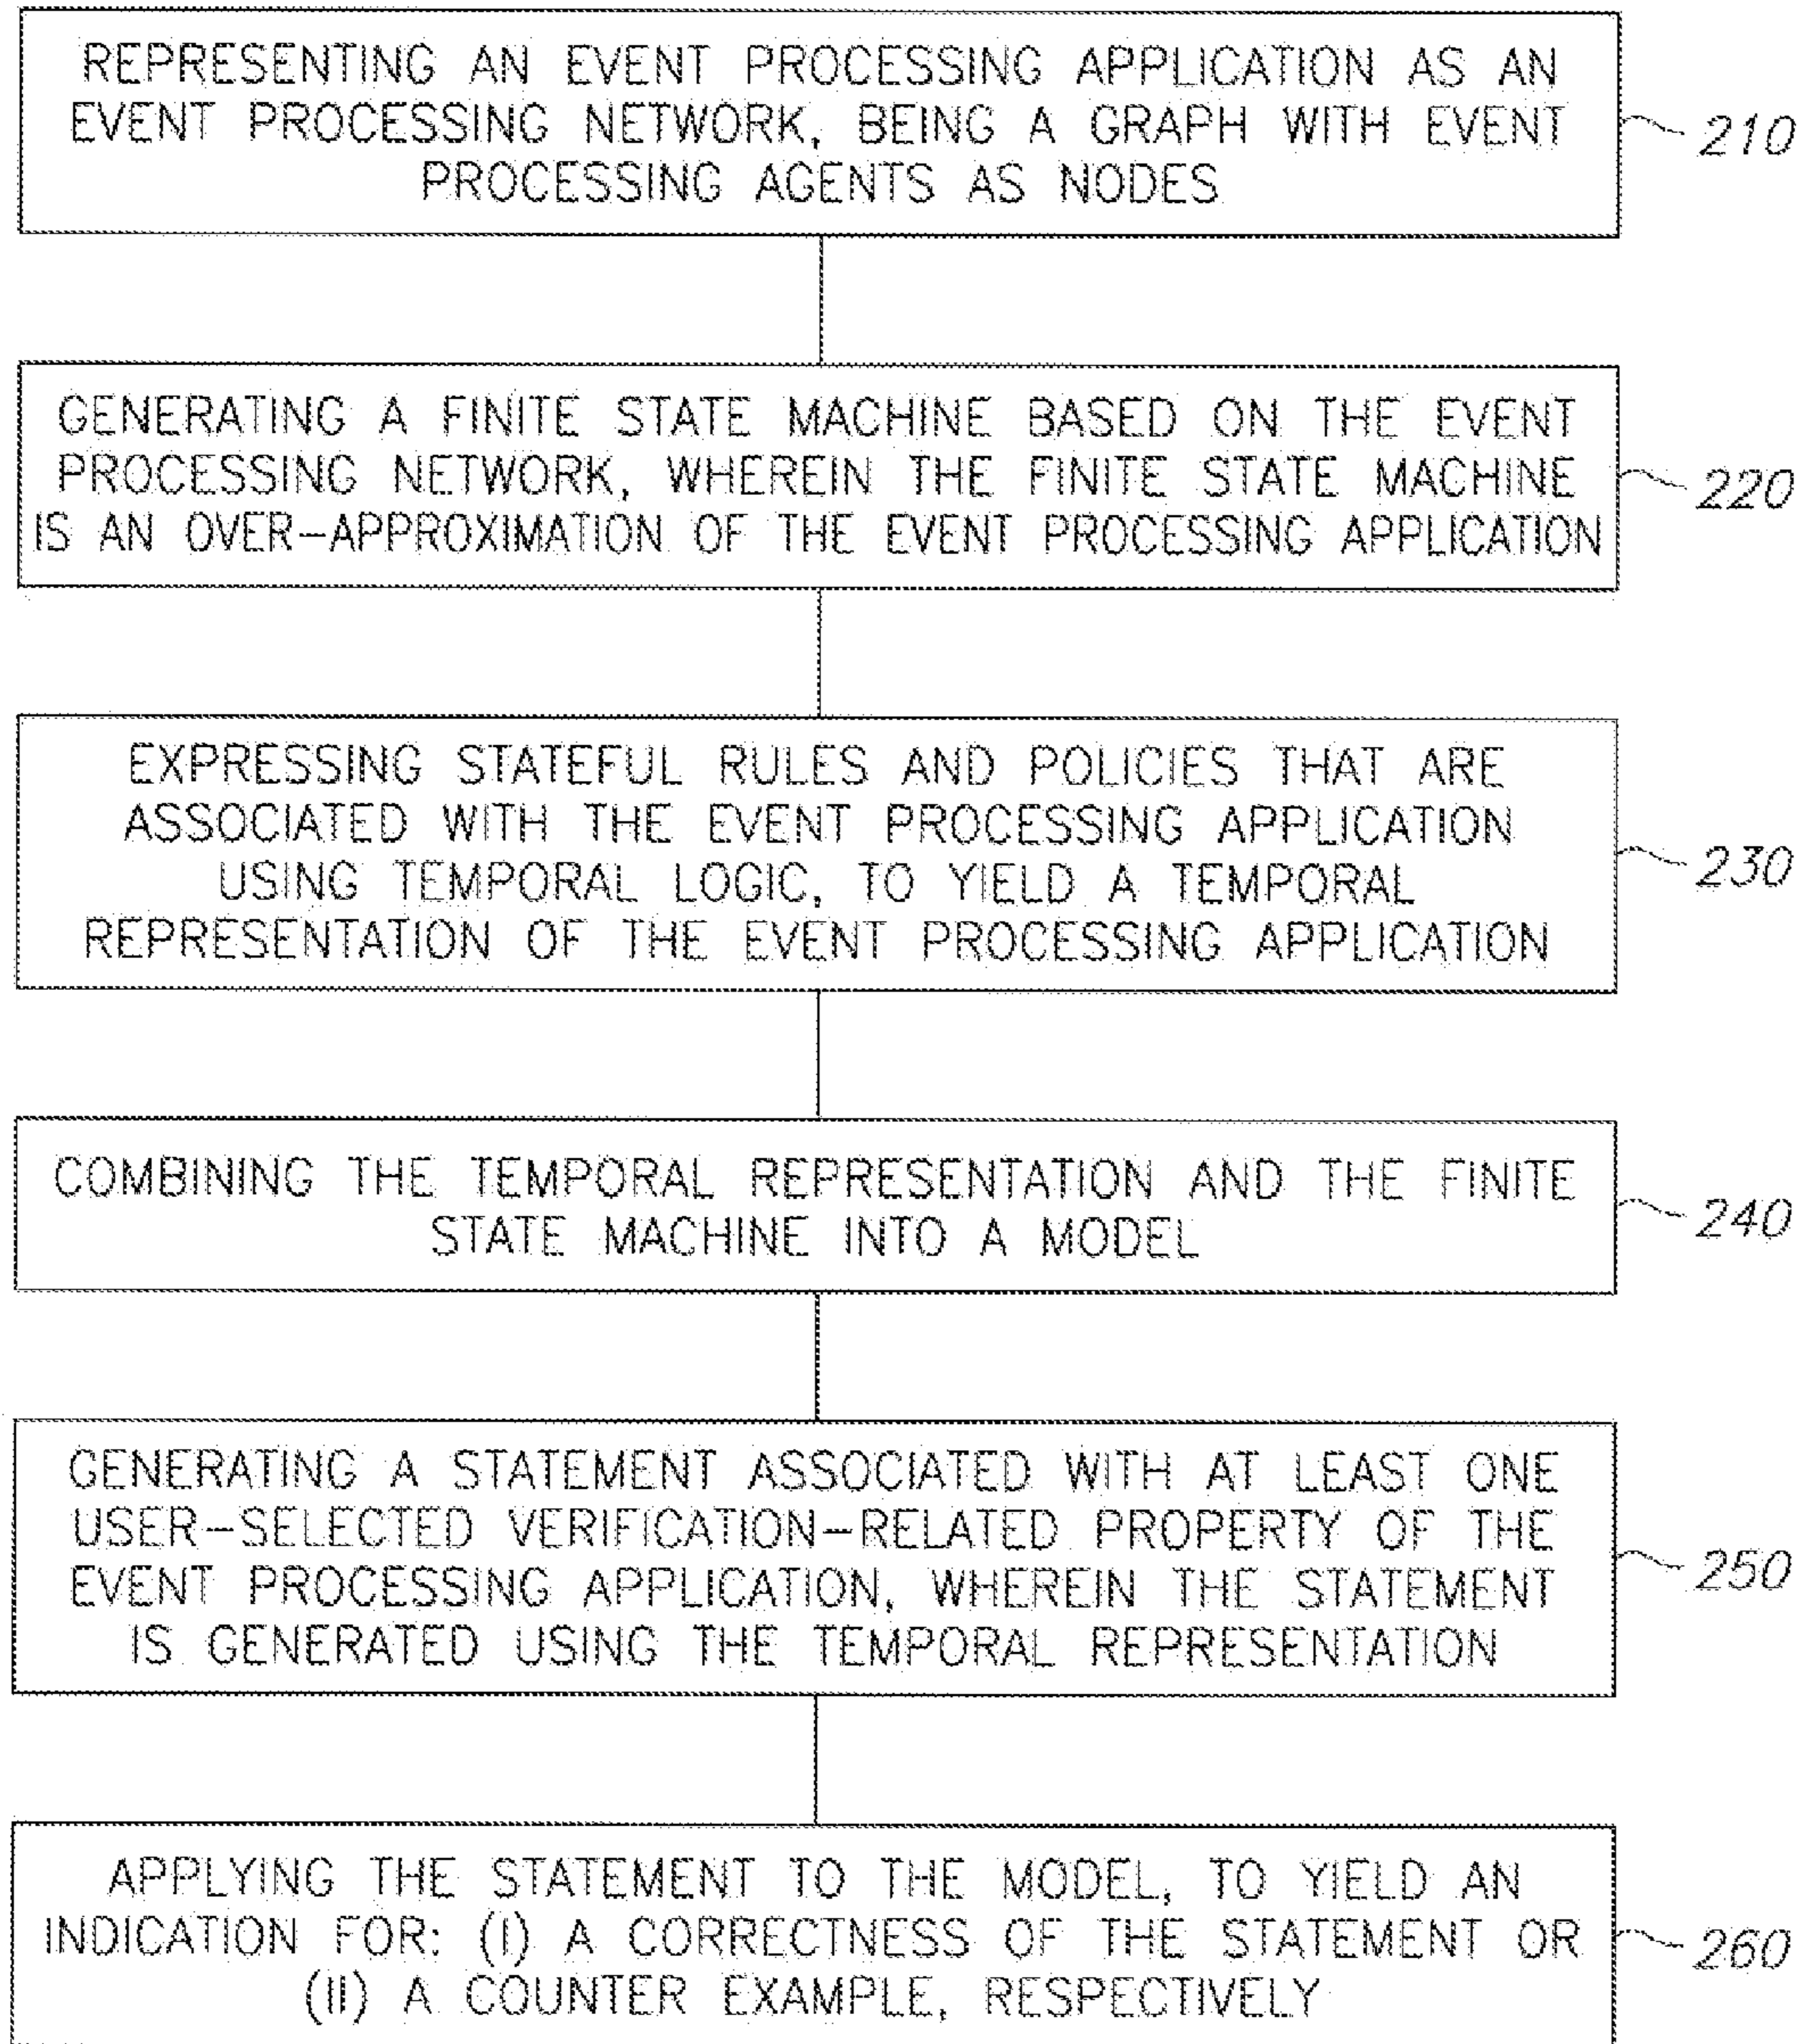 REPRESENTING AN EVENT PROCESSING APPLICATION AS AN
EVENT PROCESSING NETWORK, BEING A GRAPH WITH EVENT
PROCESSING AGENTS AS NODES
210
GENERATING A FINITE STATE MACHINE BASED ON THE EVENT
PROCESSING NETWORK, WHEREIN THE FINITE STATE MACHINE
IS AN OVER-APPROXIMATION OF THE EVENT PROCESSING APPLICATION
220
EXPRESSING STATEFUL RULES AND POLICIES THAT ARE
ASSOCIATED WITH THE EVENT PROCESSING APPLICATION
USING TEMPORAL LOGIC, TO YIELD A TEMPORAL
REPRESENTATION OF THE EVENT PROCESSING APPLICATION
230
COMBINING THE TEMPORAL REPRESENTATION AND THE FINITE
STATE MACHINE INTO A MODEL
240
GENERATING A STATEMENT ASSOCIATED WITH AT LEAST ONE
USER-SELECTED VERIFICATION-RELATED PROPERTY OF THE
EVENT PROCESSING APPLICATION, WHEREIN THE STATEMENT
IS GENERATED USING THE TEMPORAL REPRESENTATION
250
APPLYING THE STATEMENT TO THE MODEL, TO YIELD AN
INDICATION FOR: (I) A CORRECTNESS OF THE STATEMENT OR
(II) A COUNTER EXAMPLE, RESPECTIVELY
260